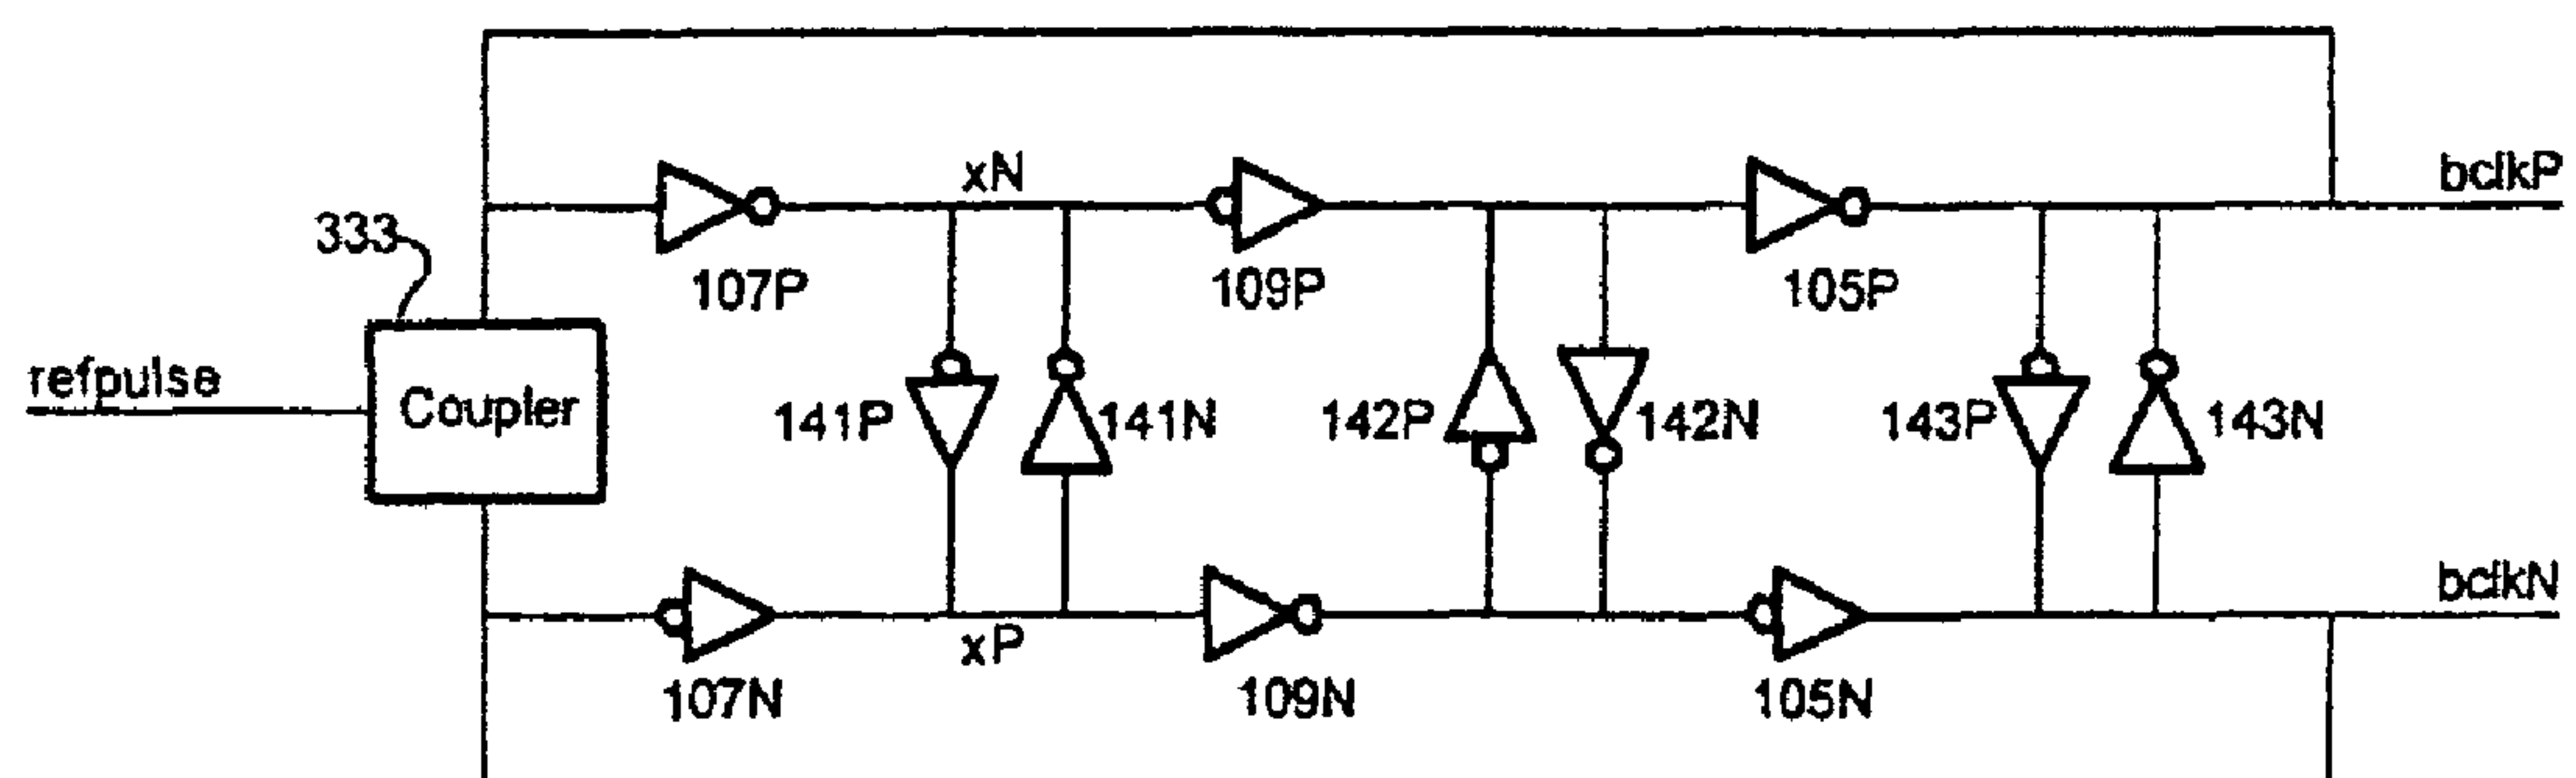 bclkP
xN
333
107P
109P
105P
refpulse
Coupler
141P
141N
142P
142N
143P
143N
bclkN
xP
107N
109N
105N